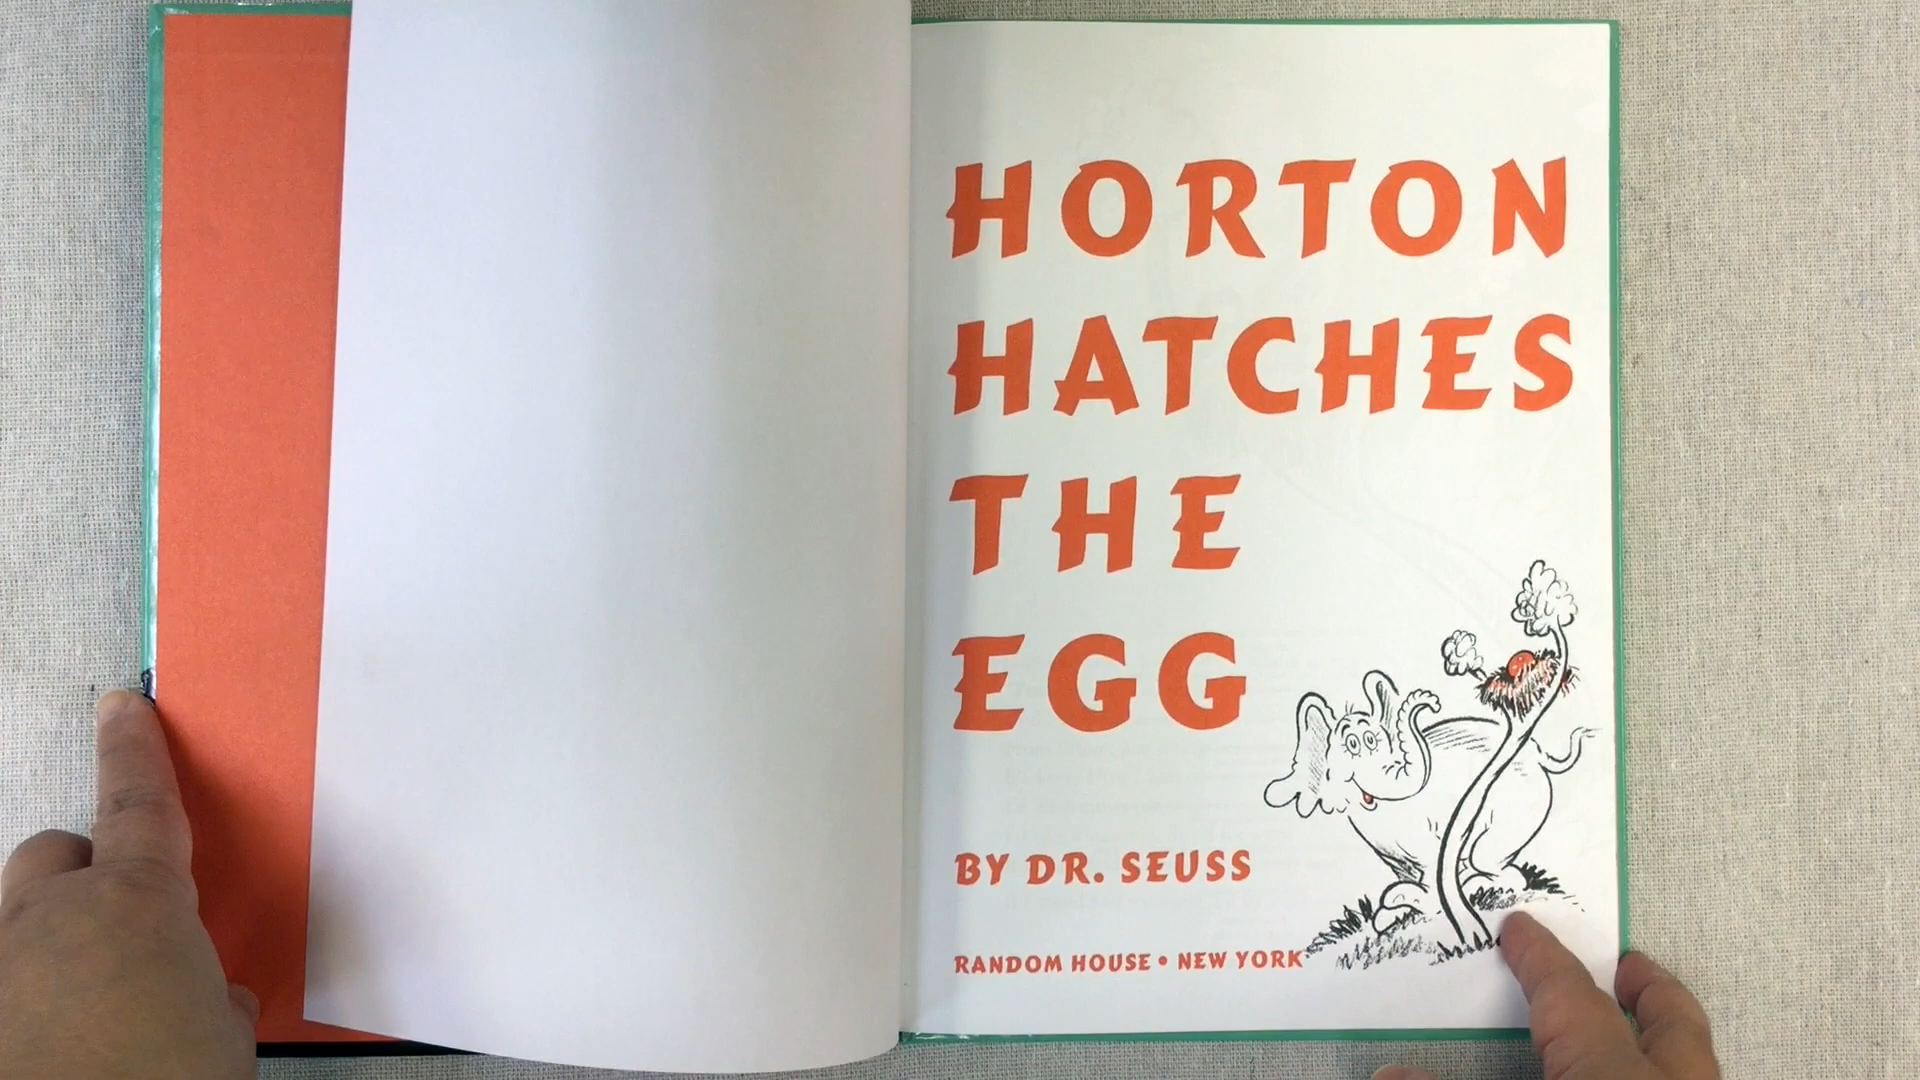 HORTON
HATCHES
THE
EGG
BY DR. SEUSS
RANDOM HOUSE • NEW YORK